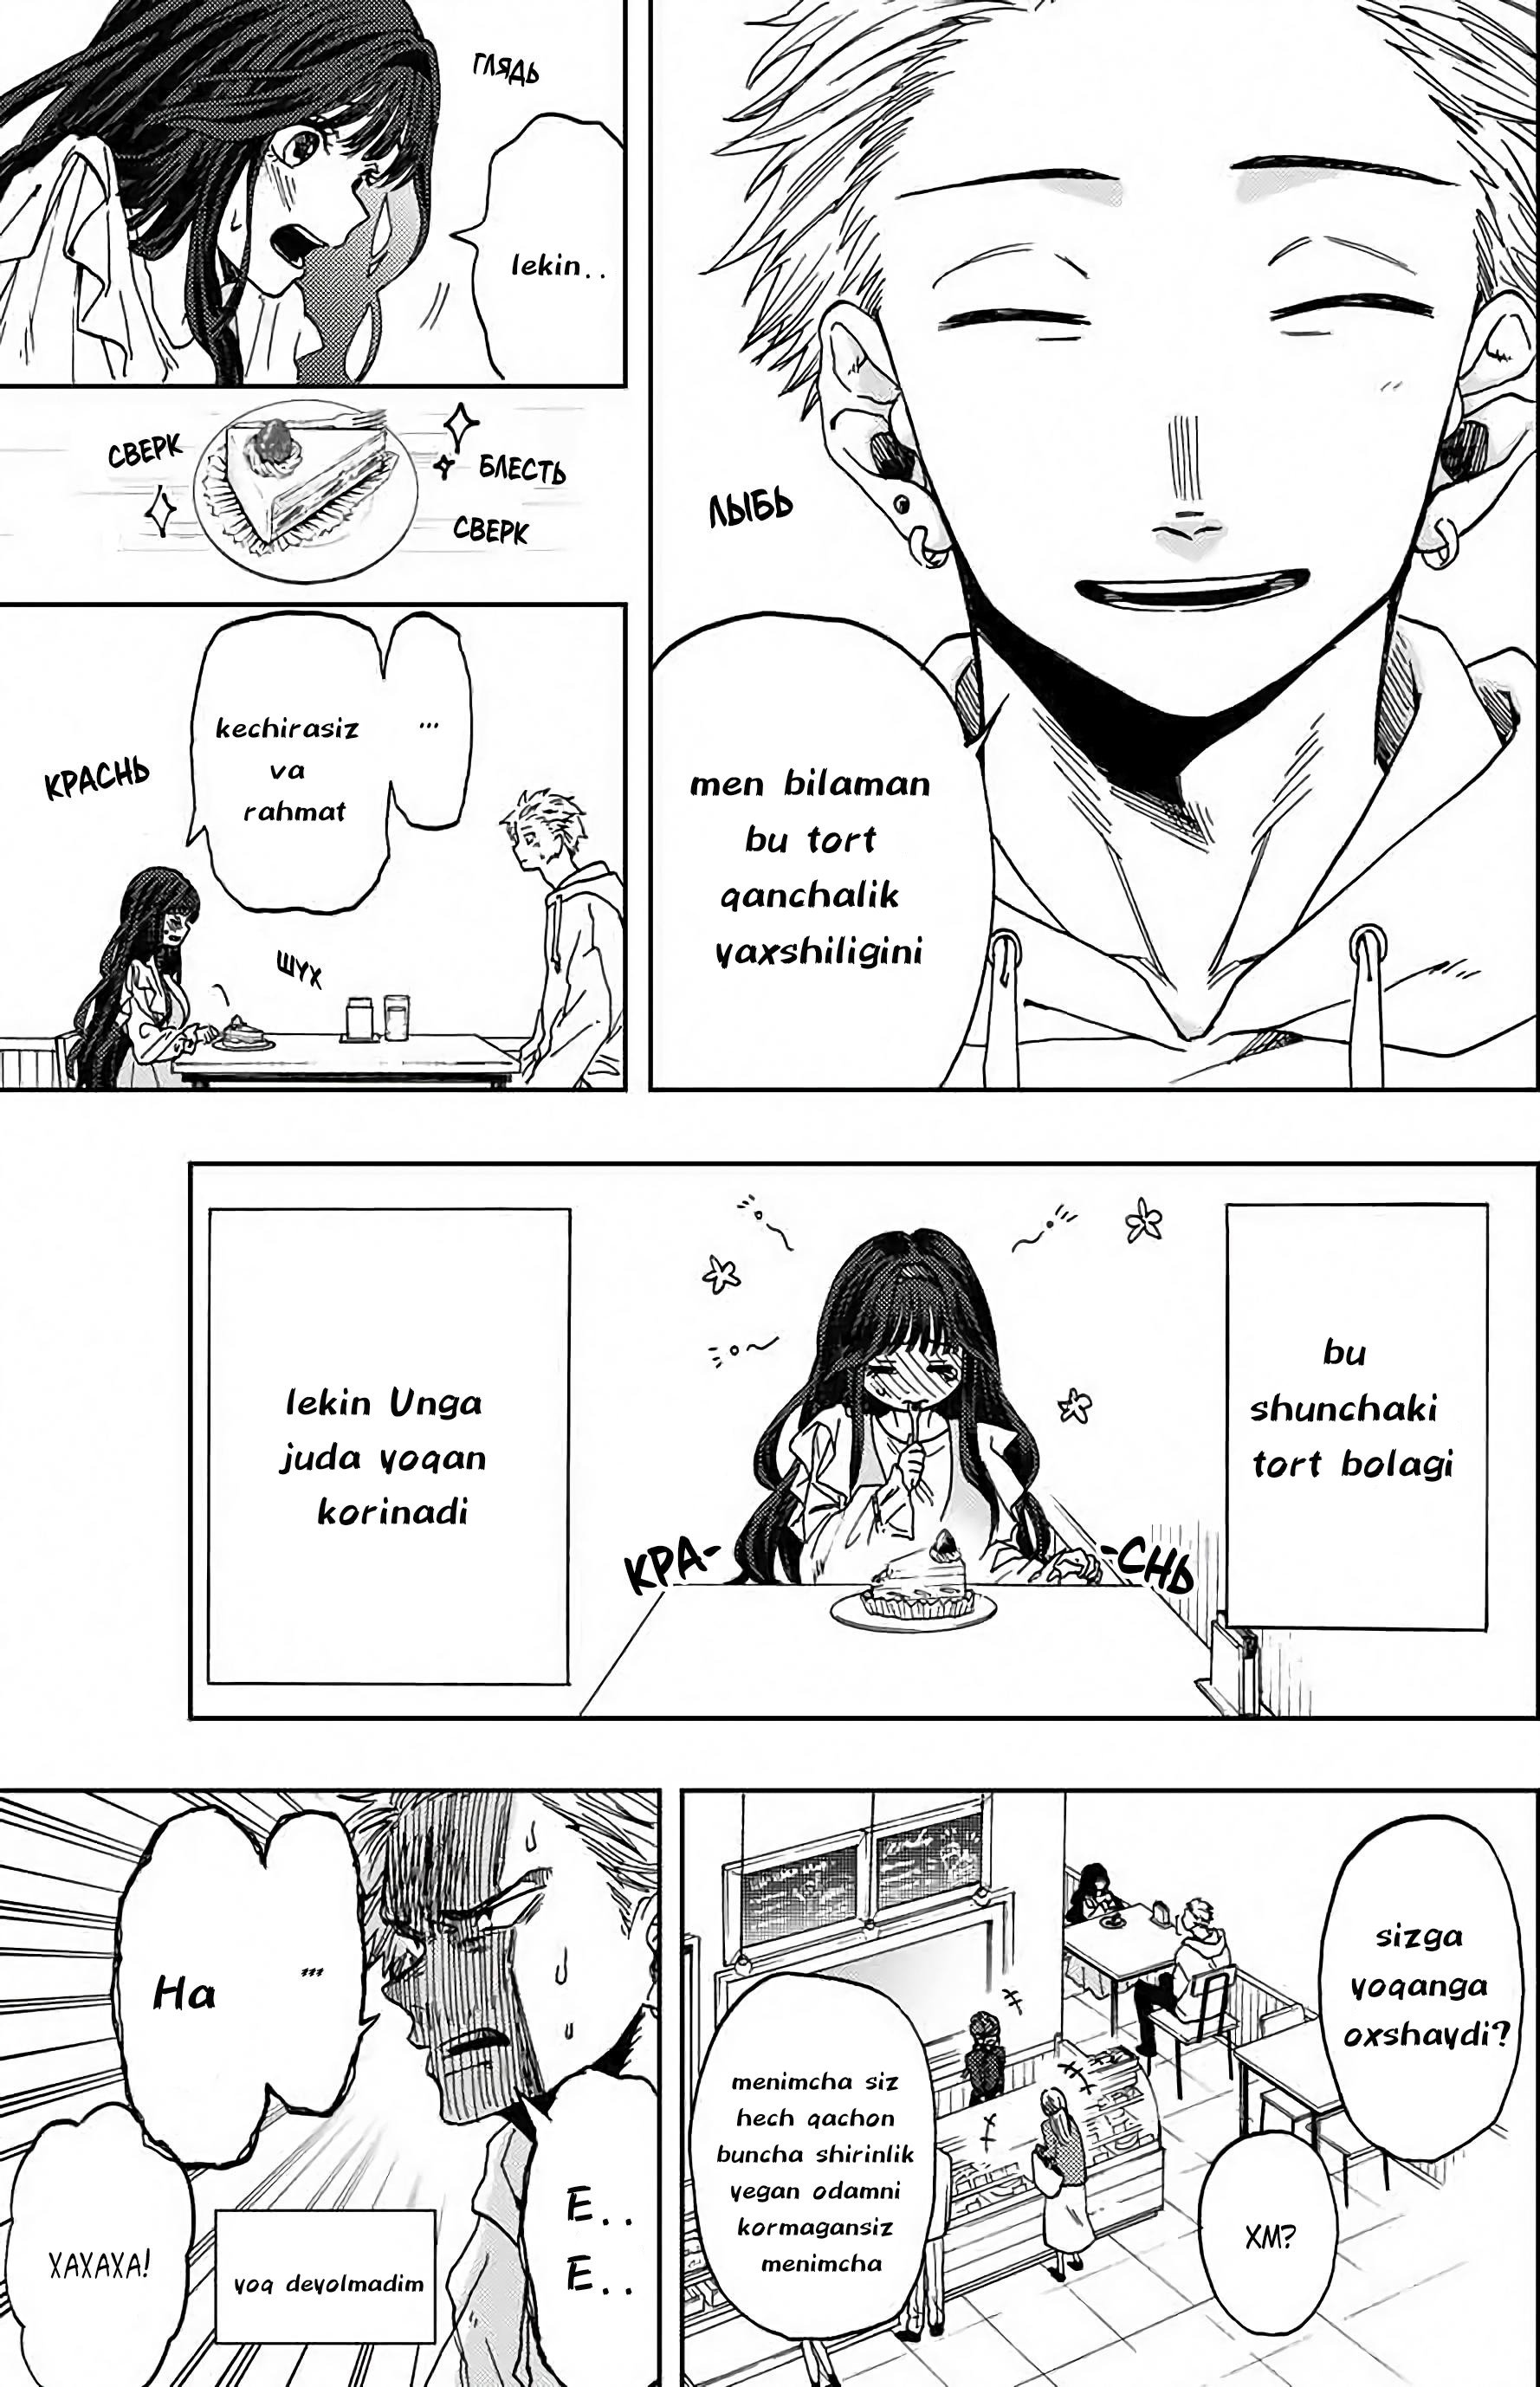 ЛЫБЬ
men bilaman
bu tort
qanchalik
yaxshiligini
ГЛЯДЬ
lekin..
СВЕРК
БЛЕСТЬ
СВЕРК
...
kechirasiz
va
rahmat
КРАСНЬ
ШУХ
bu
shunchaki
tort bolagi
КРА-
-СНЬ
lekin Unga
juda yoqan
korinadi
sizga
yoqanga
oxshaydi?
ХМ?
menimcha siz
hech qachon
buncha shirinlik
yegan odamni
kormagansiz
menimcha
...
Ha
E..
E..
yoq deyolmadim
ХАХАХА!